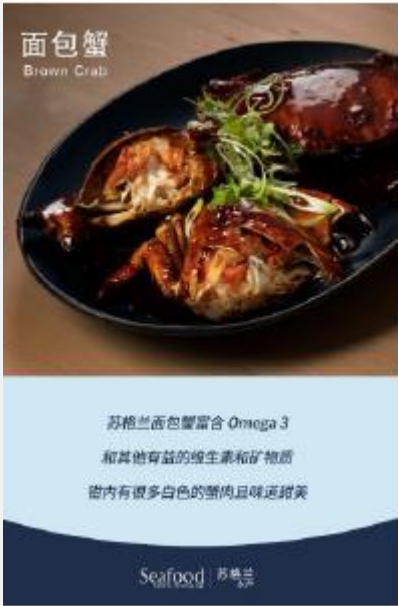 面包蟹
Brown Crab
苏格兰面包蟹富含 Omega 3
和其他有益的维生素和矿物质
钳内有很多白色的蟹肉且味道甜美
Seafood
苏格兰